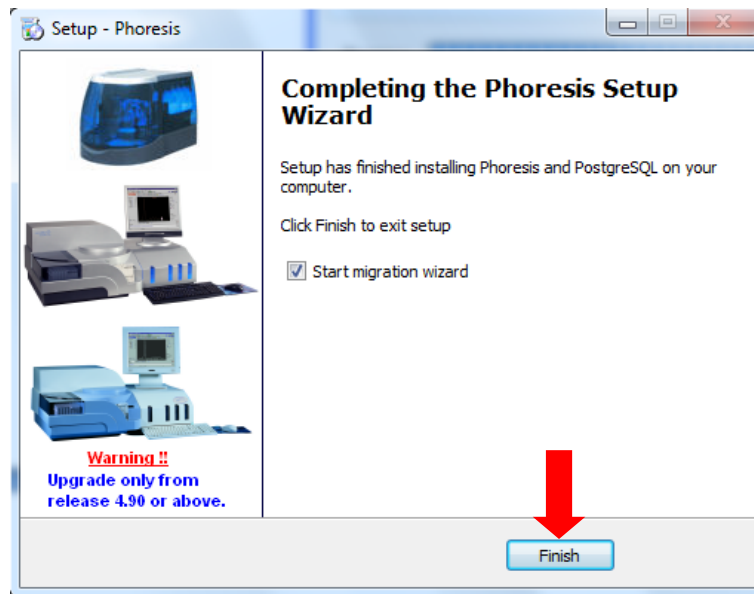 Setup - Phoresis
Completing the Phoresis Setup
Wizard
Setup has finished installing Phoresis and PostgreSQL on your
computer.
Click Finish to exit setup
Start migration wizard
Warning !!
Upgrade only from
release 4.90 or above.
Finish